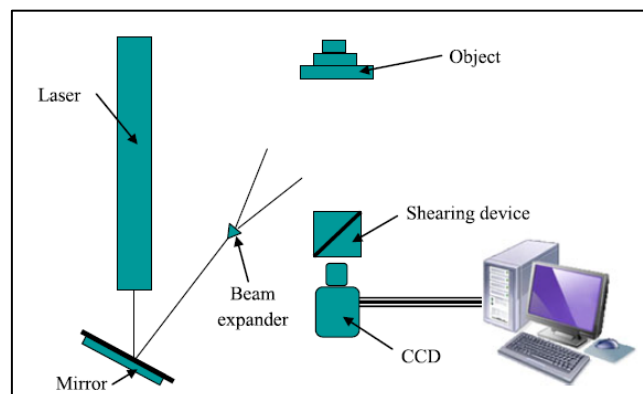 Object
Laser
Shearing device
Beam
expander
CCD
Mirror